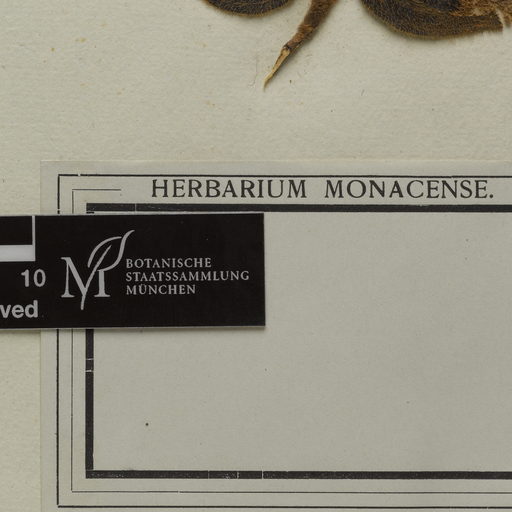 HERBARIUM MONACENSE.
10
ved
M
BOTANISCHE
STAATSSAMMLUNG
MÜNCHEN